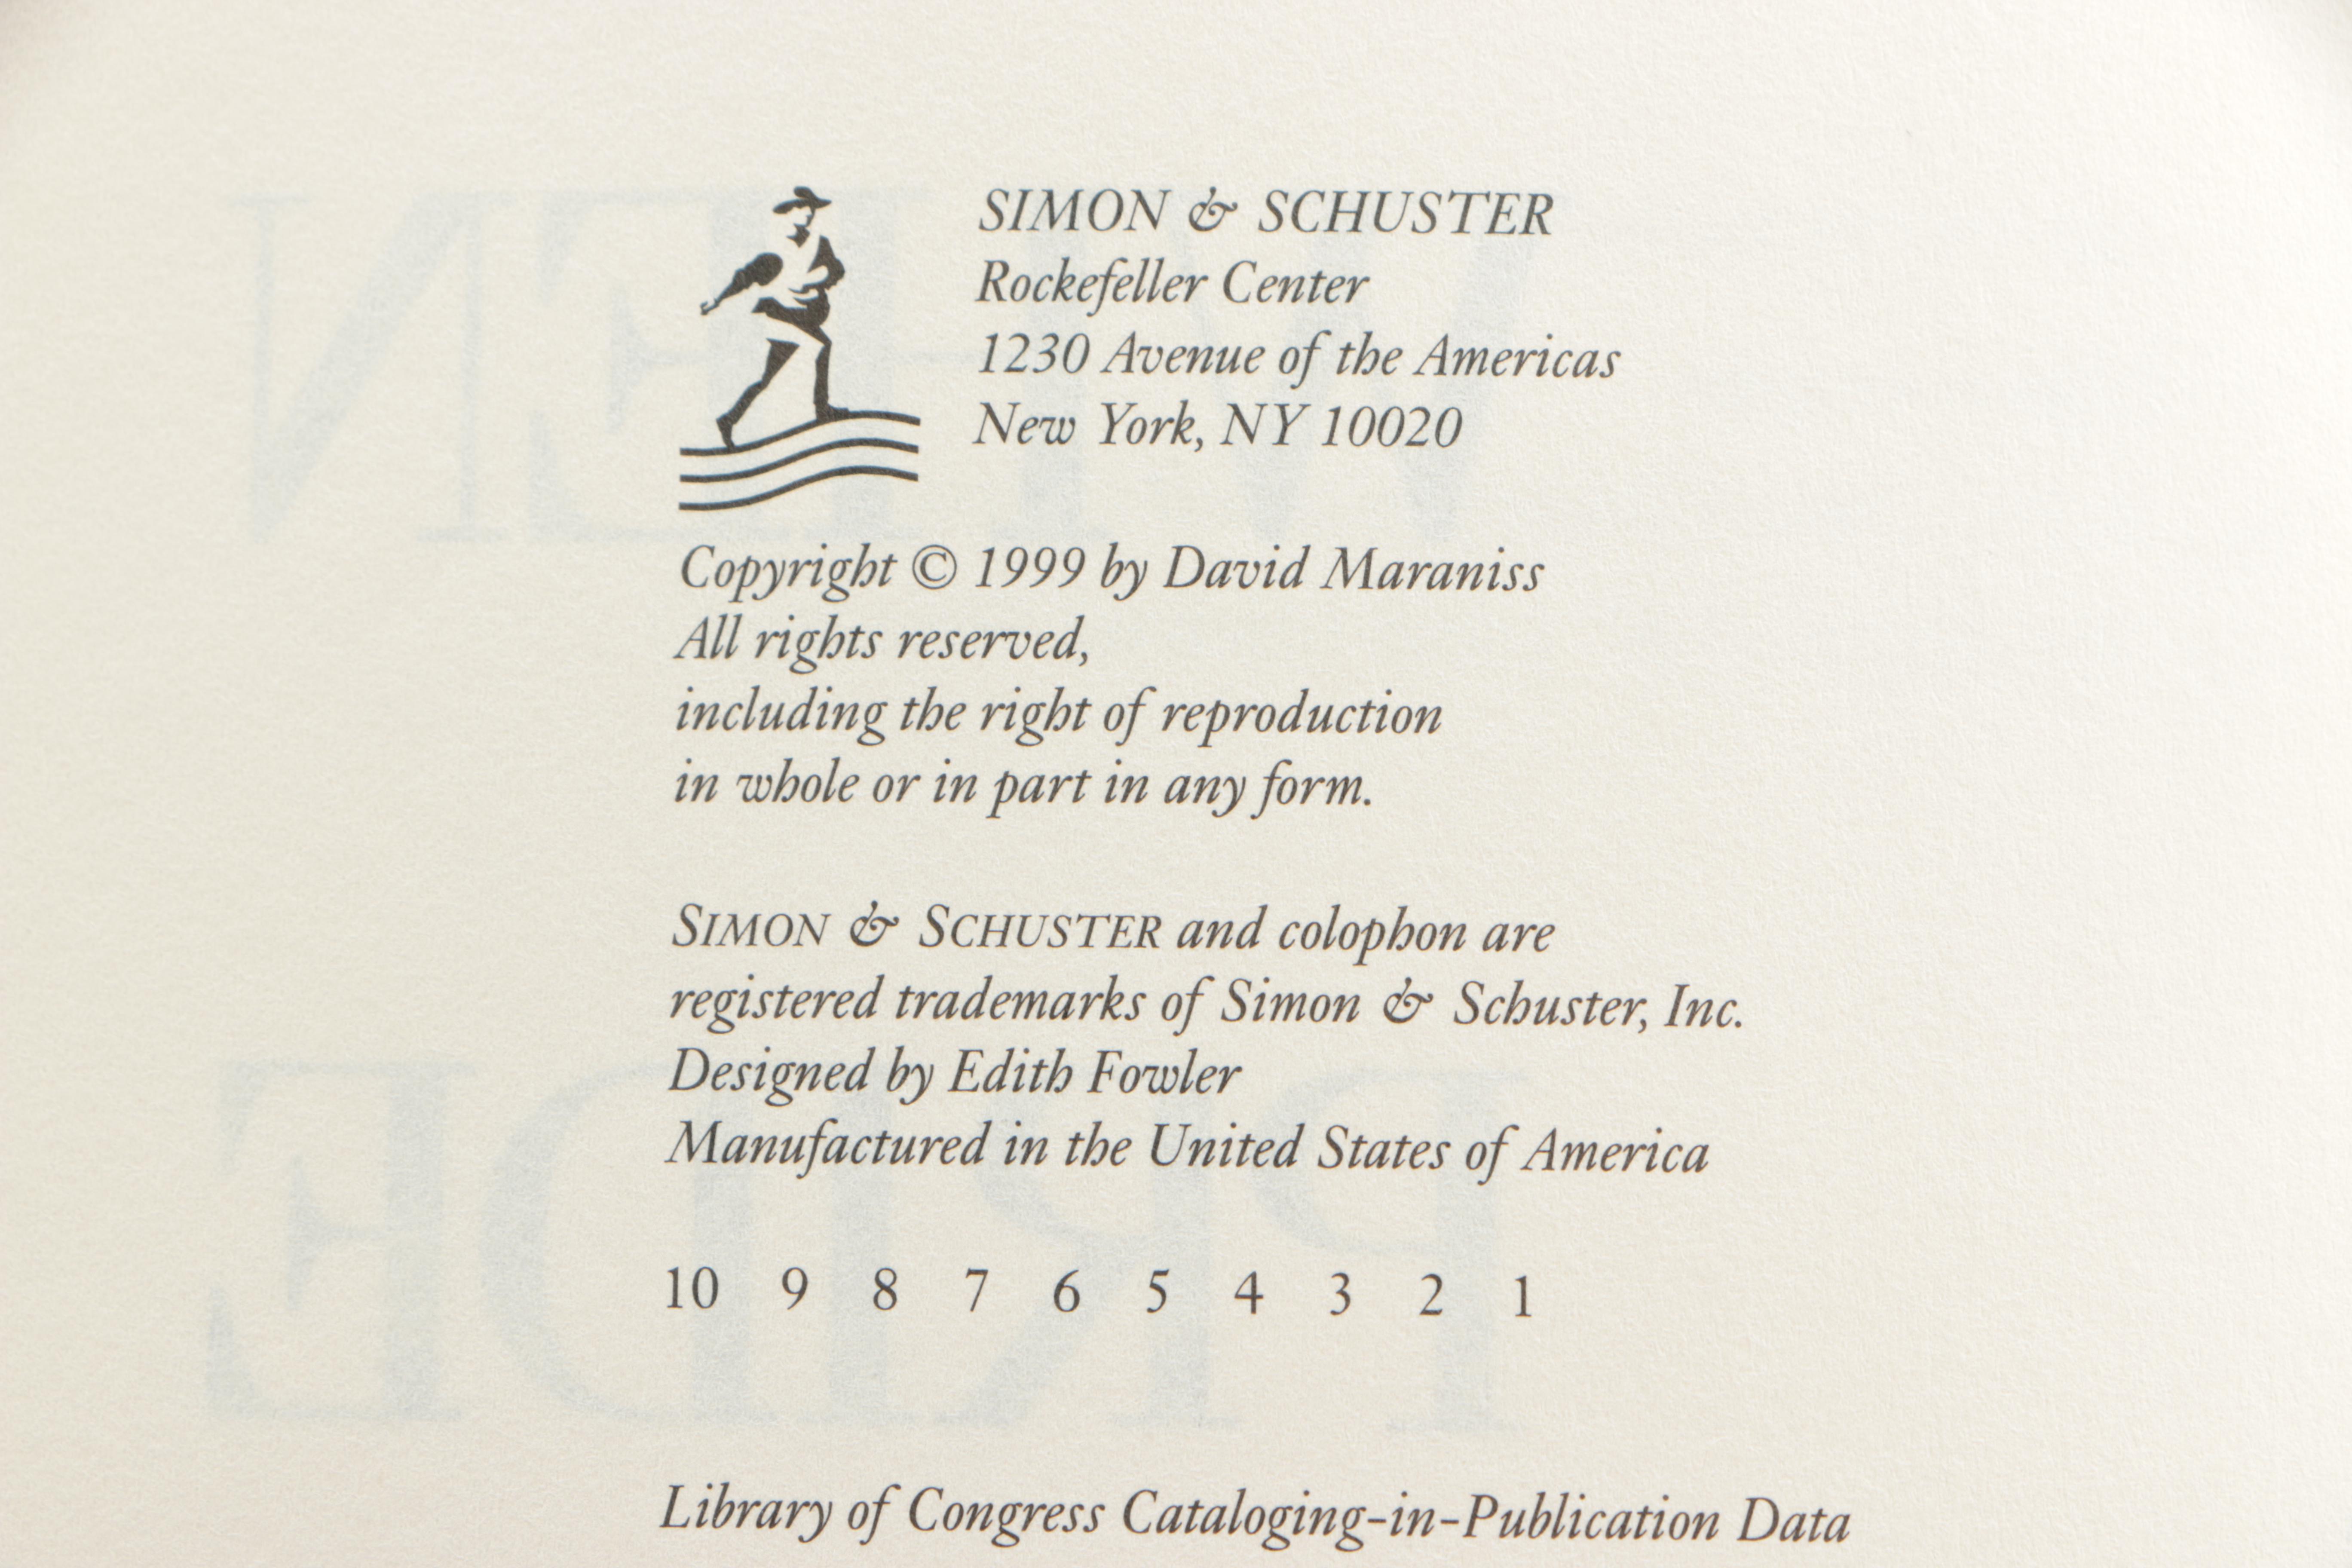 SIMON & SCHUSTER
Rockefeller Center
1230 Avenue of the Americas
New York, NY 10020
Copyright © 1999 by David Maraniss
All rights reserved,
including the right of reproduction
in whole or in part in any form.
SIMON & SCHUSTER and colophon are
registered trademarks of Simon & Schuster, Inc.
Designed by Edith Fowler
Manufactured in the United States of America
10 9 8 7 6 5 4 3 2 1
Library of Congress Cataloging-in-Publication Data
WHEN
PRIDE